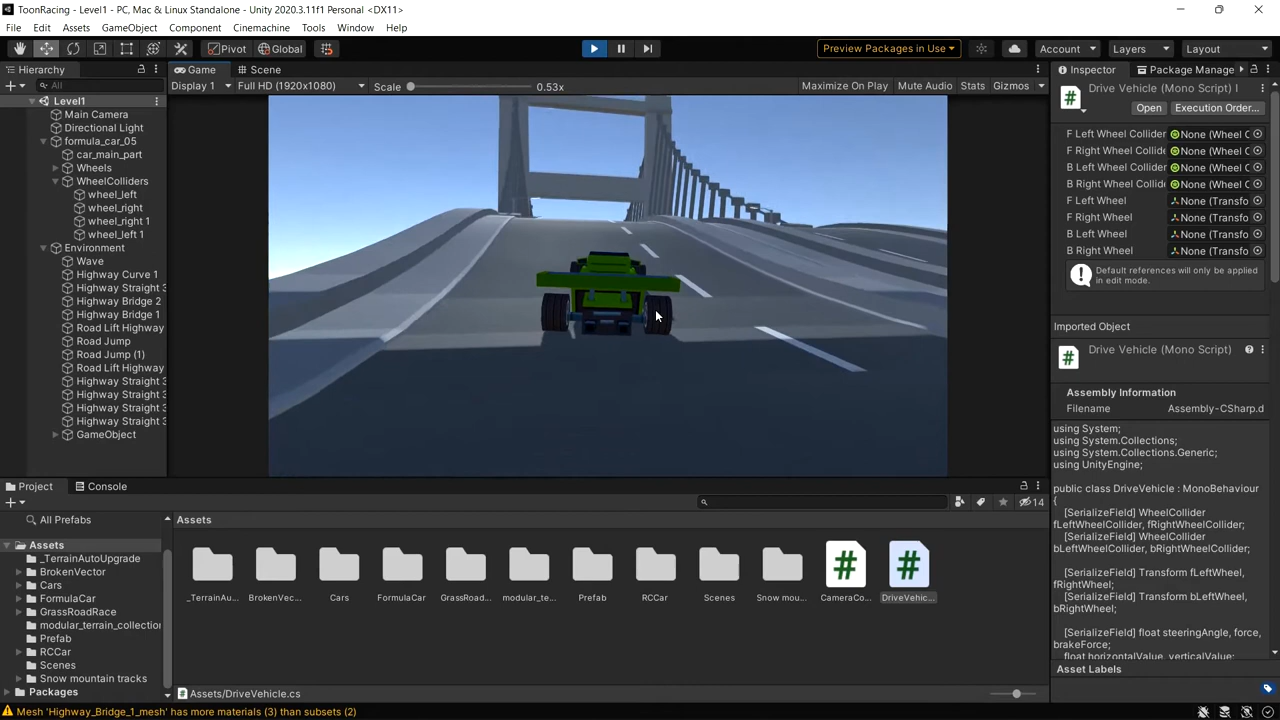 ToonRacing - Level1 - PC, Mac & Linux Standalone - Unity 2020.3.11f1 Personal <DX11>
File Edit Assets GameObject Component Cinemachine Tools Window Help
Pivot Global Preview Packages in Use Account Layers Layout
Hierarchy
All
Level1
Main Camera
Directional Light
formula_car_05
car_main_part
Wheels
WheelColliders
wheel_left
wheel_right
wheel_right 1
wheel_left 1
Environment
Wave
Highway Curve 1
Highway Straight 3
Highway Bridge 2
Highway Bridge 1
Road Lift Highway
Road Jump
Road Jump (1)
Road Lift Highway
Highway Straight 3
Highway Straight 3
Highway Straight 3
Highway Straight 3
GameObject
Game Scene
Display 1 Full HD (1920x1080) Scale 0.53x Maximize On Play Mute Audio Stats Gizmos
Inspector Package Manage
Drive Vehicle (Mono Script) I
Open Execution Order...
F Left Wheel Collider None (Wheel C
F Right Wheel Collide None (Wheel C
B Left Wheel Collider None (Wheel C
B Right Wheel Collide None (Wheel C
F Left Wheel None (Transfo
F Right Wheel None (Transfo
B Left Wheel None (Transfo
B Right Wheel None (Transfo
Default references will only be applied
in edit mode.
Imported Object
Drive Vehicle (Mono Script)
Assembly Information
Filename Assembly-CSharp.d
using System;
using System.Collections;
using System.Collections.Generic;
using UnityEngine;
public class DriveVehicle : MonoBehaviour
{
[SerializeField] WheelCollider
fLeftWheelCollider, fRightWheelCollider;
[SerializeField] WheelCollider
bLeftWheelCollider, bRightWheelCollider;
[SerializeField] Transform fLeftWheel,
fRightWheel;
[SerializeField] Transform bLeftWheel,
bRightWheel;
[SerializeField] float steeringAngle, force,
brakeForce;
float horizontalValue, verticalValue;
Asset Labels
Project Console
14
All Prefabs
Assets
_TerrainAutoUpgrade
BrokenVector
Cars
FormulaCar
GrassRoadRace
modular_terrain_collection
Prefab
RCCar
Scenes
Snow mountain tracks
Packages
Assets
_TerrainAu... BrokenVec... Cars FormulaCar GrassRoad... modular_te... Prefab RCCar Scenes Snow mou... CameraCo... DriveVehic...
Assets/DriveVehicle.cs
Mesh 'Highway_Bridge_1_mesh' has more materials (3) than subsets (2)